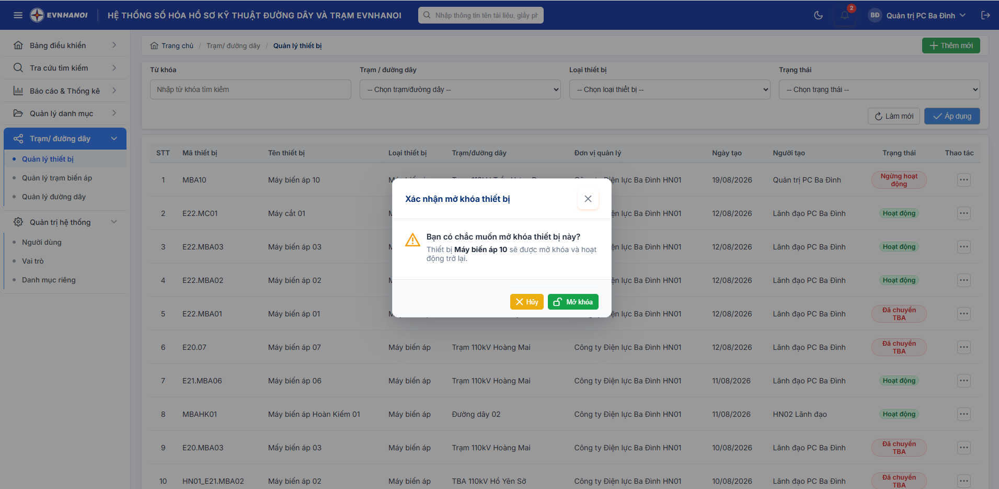 EVNHANOI
HỆ THỐNG SỐ HÓA HỒ SƠ KỸ THUẬT ĐƯỜNG DÂY VÀ TRẠM EVNHANOI
Nhập thông tin tên tài liệu, giấy ph
2
BĐ
Quản trị PC Ba Đình
Bảng điều khiển
Tra cứu tìm kiếm
Báo cáo & Thống kê
Quản lý danh mục
Trạm/ đường dây
Quản lý thiết bị
Quản lý trạm biến áp
Quản lý đường dây
Quản trị hệ thống
Người dùng
Vai trò
Danh mục riêng
Trang chủ / Trạm/ đường dây / Quản lý thiết bị
Thêm mới
Từ khóa
Trạm / đường dây
Loại thiết bị
Trạng thái
Nhập từ khóa tìm kiếm
-- Chọn trạm/đường dây --
-- Chọn loại thiết bị --
-- Chọn trạng thái --
Làm mới
Áp dụng
STT Mã thiết bị Tên thiết bị Loại thiết bị Trạm/đường dây Đơn vị quản lý Ngày tạo Người tạo Trạng thái Thao tác
1 MBA10 Máy biến áp 10 Điện lực Ba Đình HN01 19/08/2026 Quản trị PC Ba Đình Ngừng hoạt động
2 E22.MC01 Máy cắt 01 Điện lực Ba Đình HN01 12/08/2026 Lãnh đạo PC Ba Đình Hoạt động
3 E22.MBA03 Máy biến áp 03 Điện lực Ba Đình HN01 12/08/2026 Lãnh đạo PC Ba Đình Hoạt động
4 E22.MBA02 Máy biến áp 02 Điện lực Ba Đình HN01 12/08/2026 Lãnh đạo PC Ba Đình Hoạt động
5 E22.MBA01 Máy biến áp 01 Điện lực Ba Đình HN01 12/08/2026 Lãnh đạo PC Ba Đình Đã chuyển TBA
6 E20.07 Máy biến áp 07 Máy biến áp Trạm 110kV Hoàng Mai Công ty Điện lực Ba Đình HN01 12/08/2026 Lãnh đạo PC Ba Đình Đã chuyển TBA
7 E21.MBA06 Máy biến áp 06 Máy biến áp Trạm 110kV Hoàng Mai Công ty Điện lực Ba Đình HN01 11/08/2026 Lãnh đạo PC Ba Đình Hoạt động
8 MBAHK01 Máy biến áp Hoàn Kiếm 01 Máy biến áp Đường dây 02 Công ty Điện lực Ba Đình HN01 11/08/2026 HN02 Lãnh đạo Hoạt động
9 E20.MBA03 Mấy biến áp 03 Máy biến áp Trạm 110kV Hoàng Mai Công ty Điện lực Ba Đình HN01 10/08/2026 Lãnh đạo PC Ba Đình Đã chuyển TBA
10 HN01_E21.MBA02 Máy biến áp 02 Máy biến áp TBA 110kV Hồ Yên Sở Công ty Điện lực Ba Đình HN01 10/08/2026 Lãnh đạo PC Ba Đình Đã chuyển TBA
Xác nhận mở khóa thiết bị
Bạn có chắc muốn mở khóa thiết bị này?
Thiết bị Máy biến áp 10 sẽ được mở khóa và hoạt
động trở lại.
Hủy
Mở khóa